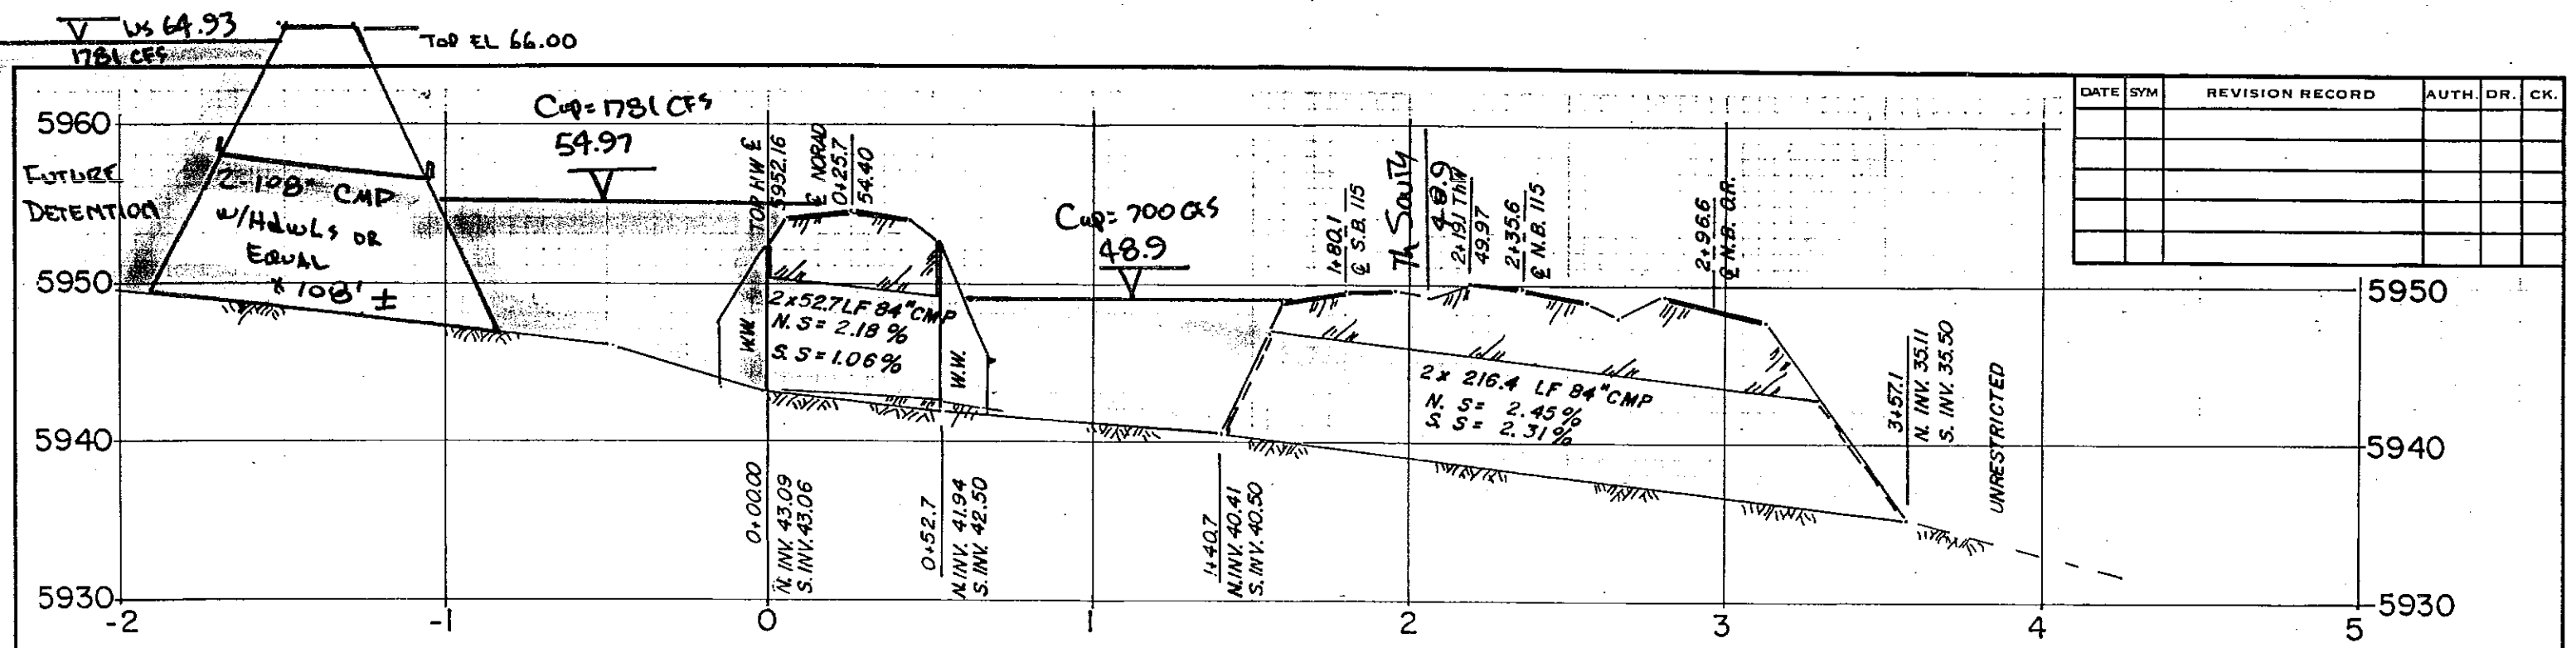 WS 64.93
1781 CFS
TOP EL 66.00
DATE SYM REVISION RECORD AUTH. DR. CK.
5960
Cap=1781 CFS
54.97
FUTURE
DETENTION
2-108" CMP
w/HdwLs OR
EQUAL
x 108' ±
TOP HW ℄
5952.16
℄ NORAD
0+25.7
54.40
Cap=700 CFS
48.9
1+80.1
℄ S.B. 115
48.9
2+19.1 Th W
49.97
2+35.6
℄ N.B. 115
2+96.6
℄ N.B. O.R.
5950
5950
W.W.
2x52.7 LF 84" CMP
N. S= 2.18 %
S. S=1.06 %
W.W.
2x 216.4 LF 84" CMP
N. S= 2.45 %
S. S= 2.31 %
3+57.1
N. INV. 35.11
S. INV. 35.50
UNRESTRICTED
5940
5940
0+00.00
N. INV. 43.09
S. INV. 43.06
0+52.7
N. INV. 41.94
S. INV. 42.50
1+40.7
N. INV. 40.41
S. INV. 40.50
5930
5930
-2 -1 0 1 2 3 4 5